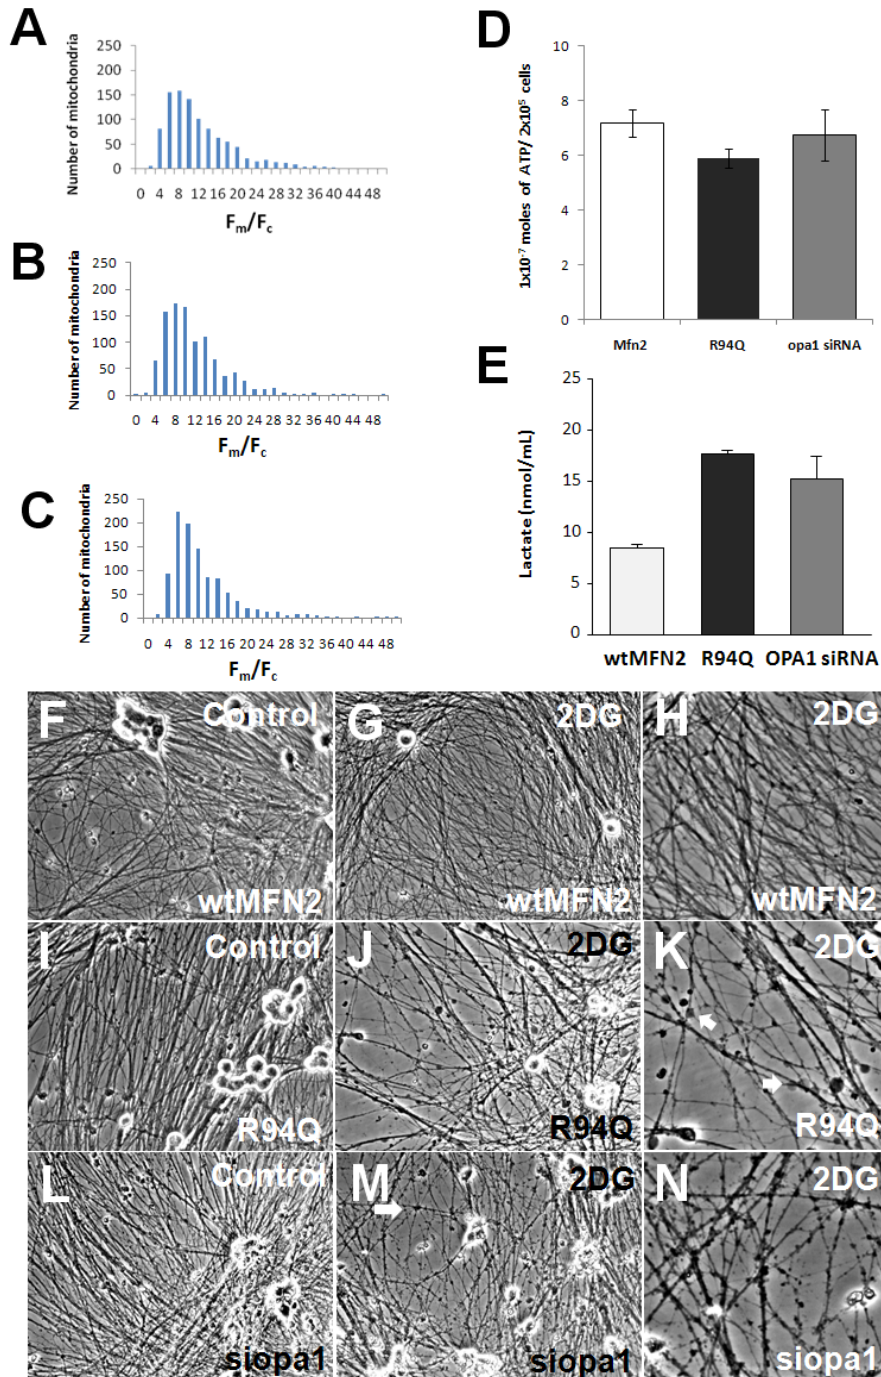 A
Number of mitochondria
250
200
150
100
50
0
0 4 8 12 16 20 24 28 32 36 40 44 48
Fm/Fc
B
Number of mitochondria
250
200
150
100
50
0
0 4 8 12 16 20 24 28 32 36 40 44 48
Fm/Fc
C
Number of mitochondria
250
200
150
100
50
0
0 4 8 12 16 20 24 28 32 36 40 44 48
Fm/Fc
D
1x10⁻⁷ moles of ATP/ 2x10⁵ cells
10
8
6
4
2
0
Mfn2 R94Q opa1 siRNA
E
Lactate (nmol/mL)
25
20
15
10
5
0
wtMFN2 R94Q OPA1 siRNA
F Control
wtMFN2
G 2DG
wtMFN2
H 2DG
wtMFN2
I Control
R94Q
J 2DG
R94Q
K 2DG
R94Q
L Control
siopa1
M 2DG
siopa1
N 2DG
siopa1